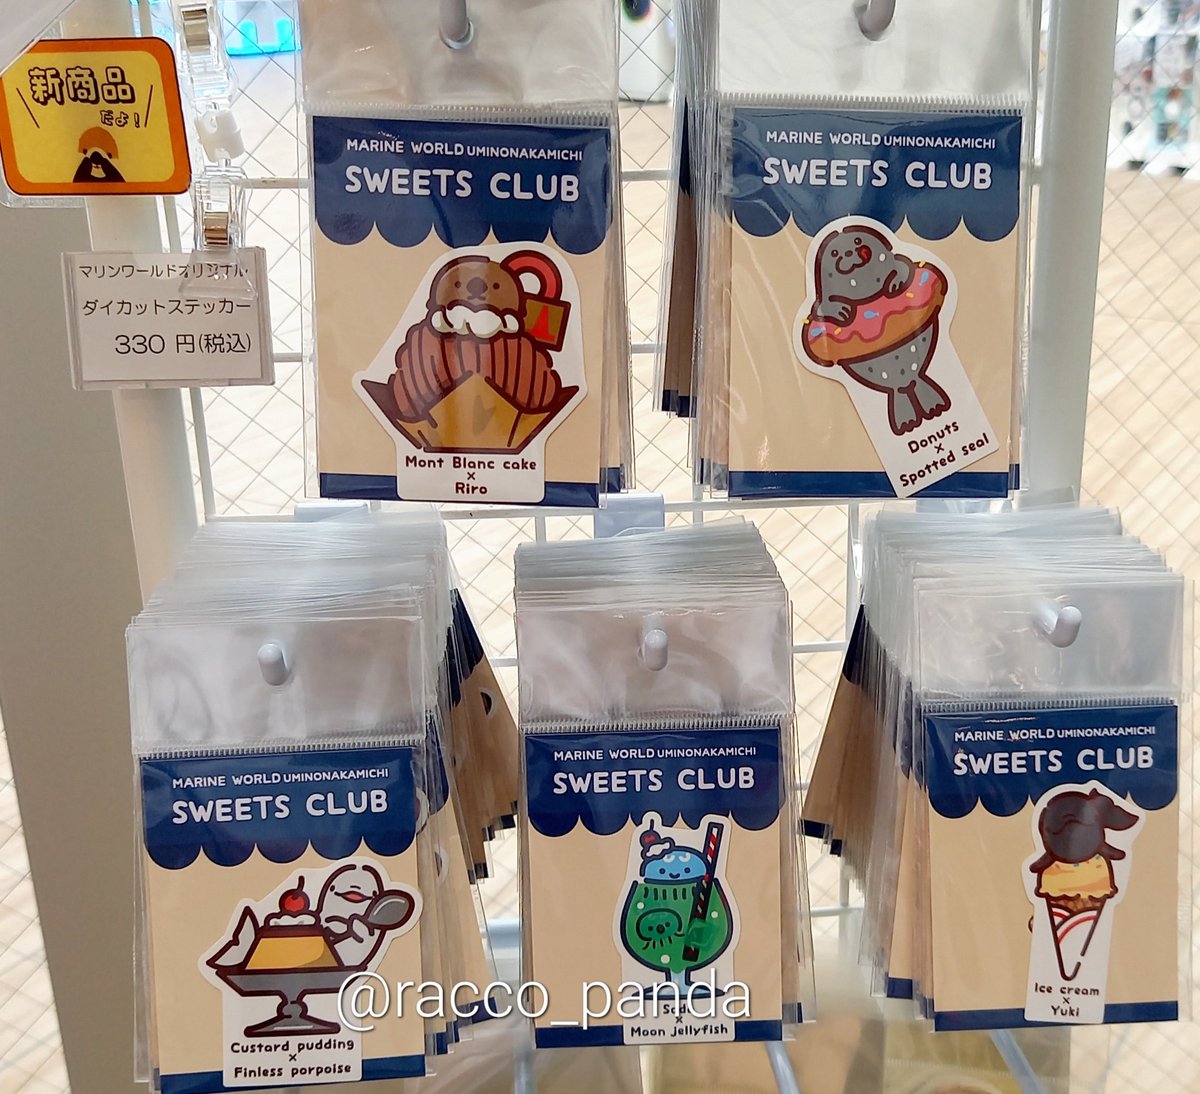 新商品
だよ!
マリンワールドオリジナル
ダイカットステッカー
330 円(税込)
MARINE WORLD UMINONAKAMICHI
SWEETS CLUB
Mont Blanc cake
×
Riro
MARINE WORLD UMINONAKAMICHI
SWEETS CLUB
Donuts
×
Spotted seal
MARINE WORLD UMINONAKAMICHI
SWEETS CLUB
Custard pudding
×
Finless porpoise
MARINE WORLD UMINONAKAMICHI
SWEETS CLUB
×
Moon jellyfish
MARINE WORLD UMINONAKAMICHI
SWEETS CLUB
Ice cream
×
Yuki
@racco_panda